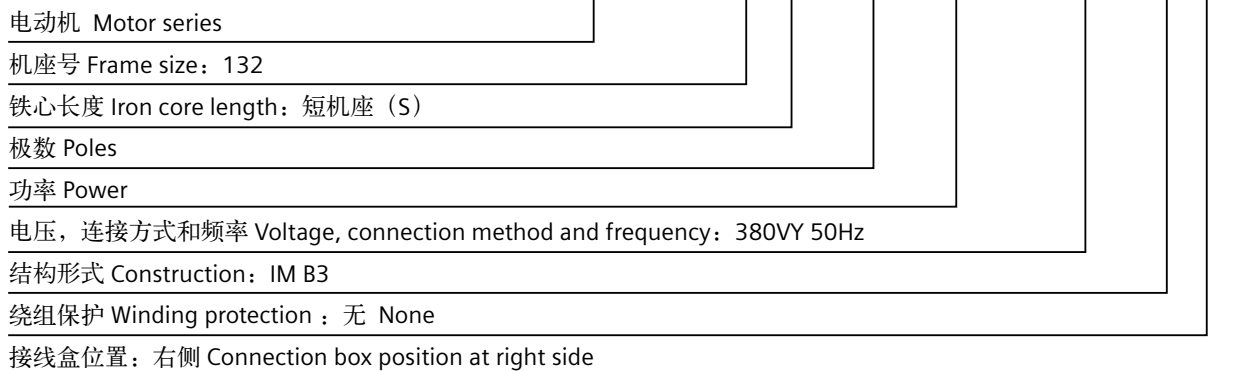 电动机 Motor series
机座号 Frame size：132
铁心长度 Iron core length：短机座（S）
极数 Poles
功率 Power
电压，连接方式和频率 Voltage, connection method and frequency：380VY 50Hz
结构形式 Construction：IM B3
绕组保护 Winding protection ：无 None
接线盒位置：右侧 Connection box position at right side